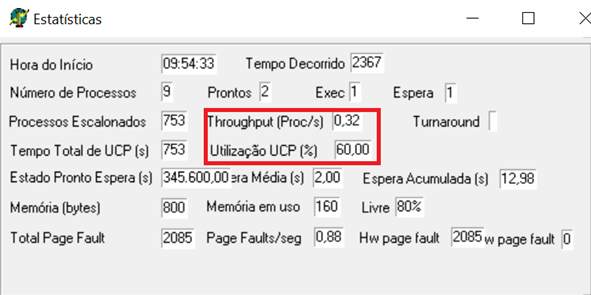 Estatísticas
Hora do Início 09:54:33 Tempo Decorrido 2367
Número de Processos 9 Prontos 2 Exec 1 Espera 1
Processos Escalonados 753 Throughput (Proc/s) 0,32 Turnaround
Tempo Total de UCP (s) 753 Utilização UCP (%) 60,00
Estado Pronto Espera (s) 345.600,00 era Média (s) 2,00 Espera Acumulada (s) 12,98
Memória (bytes) 800 Memória em uso 160 Livre 80%
Total Page Fault 2085 Page Faults/seg 0,88 Hw page fault 2085 w page fault 0